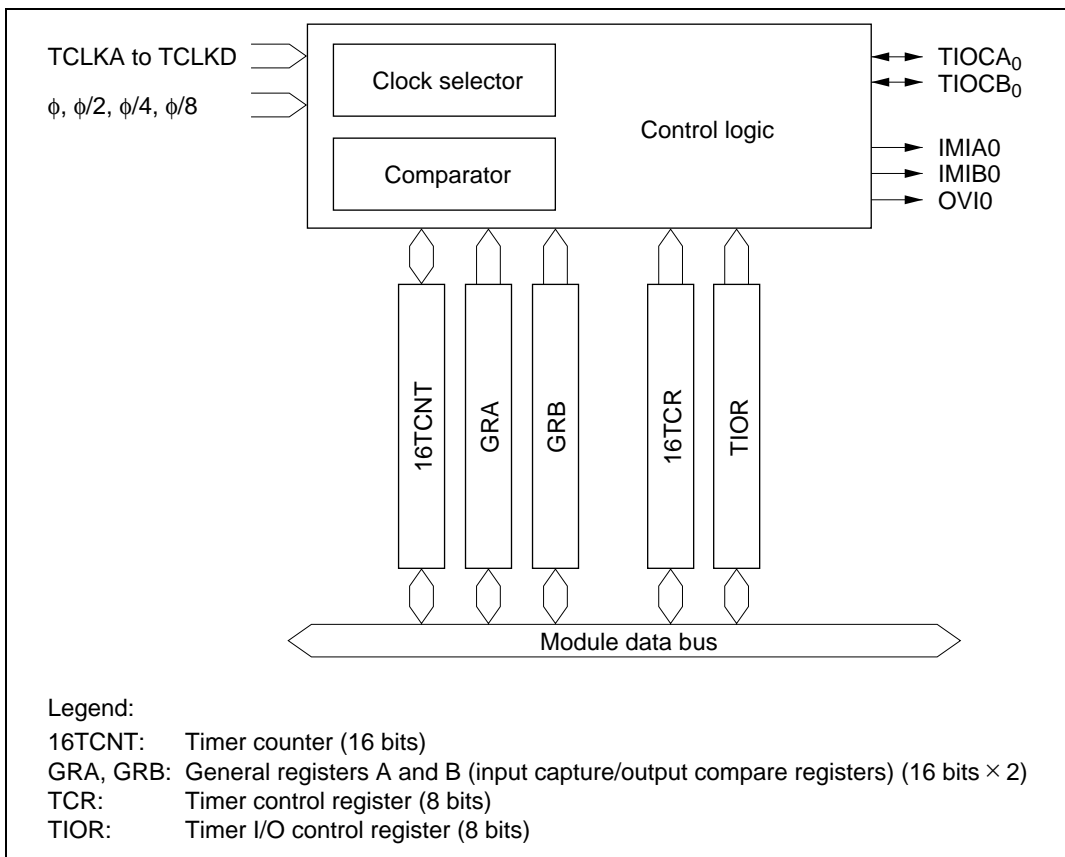 TCLKA to TCLKD
ϕ, ϕ/2, ϕ/4, ϕ/8
Clock selector
Comparator
Control logic
TIOCA₀
TIOCB₀
IMIA0
IMIB0
OVI0
16TCNT
GRA
GRB
16TCR
TIOR
Module data bus
Legend:
16TCNT: Timer counter (16 bits)
GRA, GRB: General registers A and B (input capture/output compare registers) (16 bits × 2)
TCR: Timer control register (8 bits)
TIOR: Timer I/O control register (8 bits)